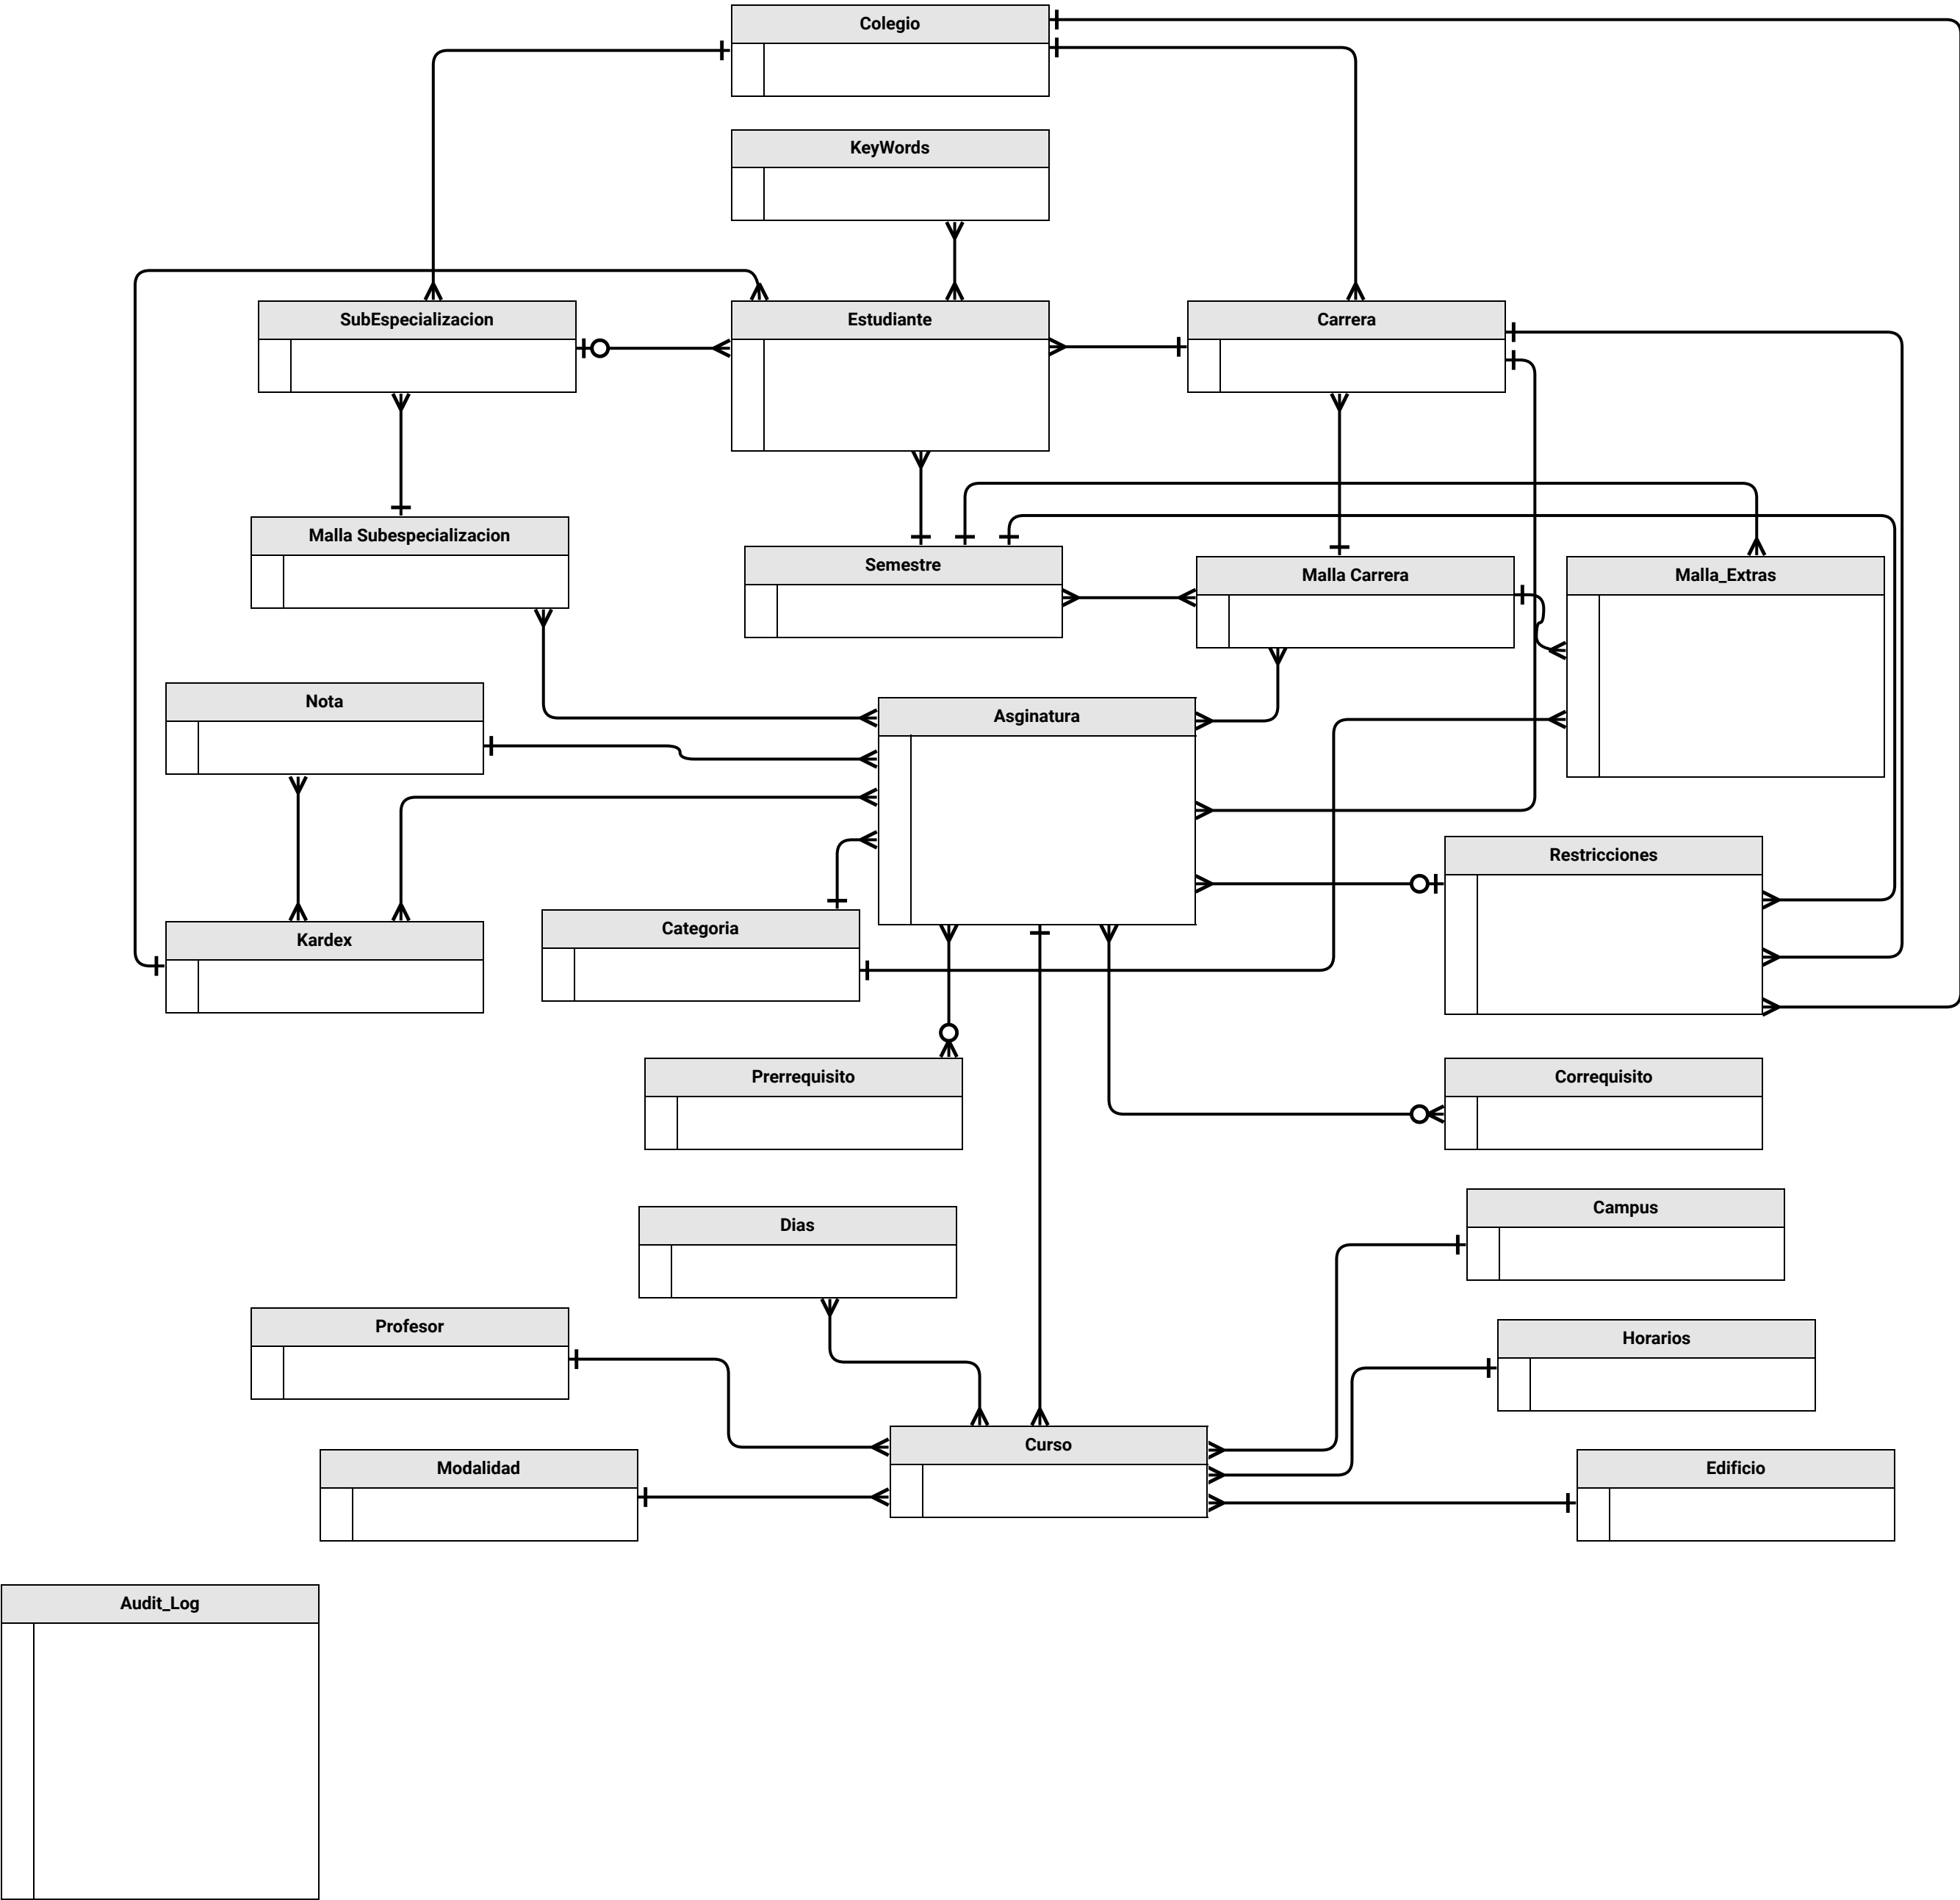 Colegio
KeyWords
SubEspecializacion
Estudiante
Carrera
Malla Subespecializacion
Semestre
Malla Carrera
Malla_Extras
Nota
Asginatura
Restricciones
Kardex
Categoria
Prerrequisito
Correquisito
Dias
Campus
Profesor
Horarios
Curso
Modalidad
Edificio
Audit_Log